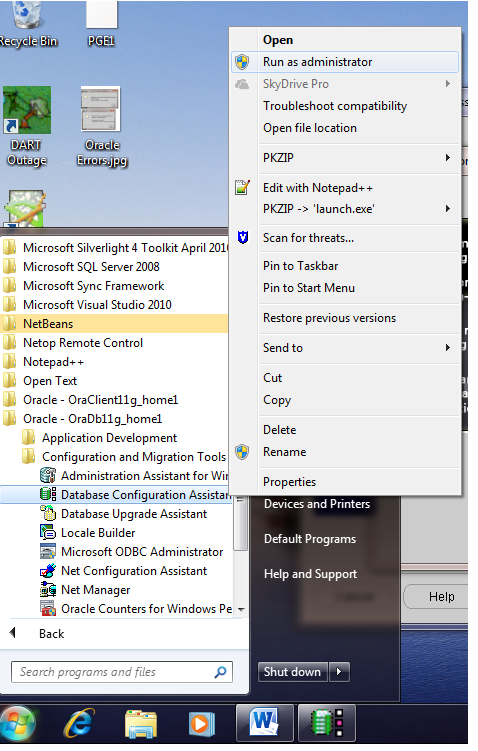 Recycle Bin
PGE1
DART
Outage
Oracle
Errors.jpg
Open
Run as administrator
SkyDrive Pro
Troubleshoot compatibility
Open file location
PKZIP
Edit with Notepad++
PKZIP -> 'launch.exe'
Scan for threats...
Pin to Taskbar
Pin to Start Menu
Restore previous versions
Send to
Cut
Copy
Delete
Rename
Properties
Microsoft Silverlight 4 Toolkit April 201
Microsoft SQL Server 2008
Microsoft Sync Framework
Microsoft Visual Studio 2010
NetBeans
Netop Remote Control
Notepad++
Open Text
Oracle - OraClient11g_home1
Oracle - OraDb11g_home1
Application Development
Configuration and Migration Tools
Administration Assistant for Wi
Database Configuration Assistan
Database Upgrade Assistant
Locale Builder
Microsoft ODBC Administrator
Net Configuration Assistant
Net Manager
Oracle Counters for Windows Pe
Back
Search programs and files
Devices and Printers
Default Programs
Help and Support
Shut down
Help